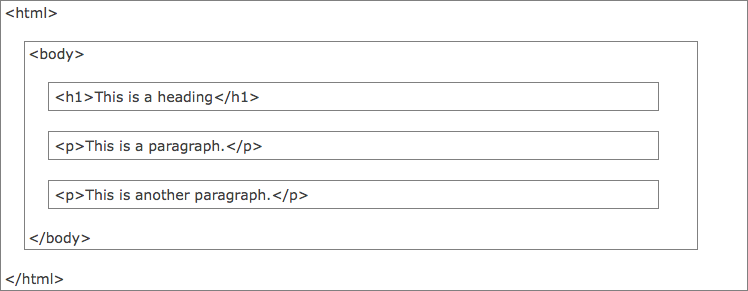 <html>
<body>
<h1>This is a heading</h1>
<p>This is a paragraph.</p>
<p>This is another paragraph.</p>
</body>
</html>